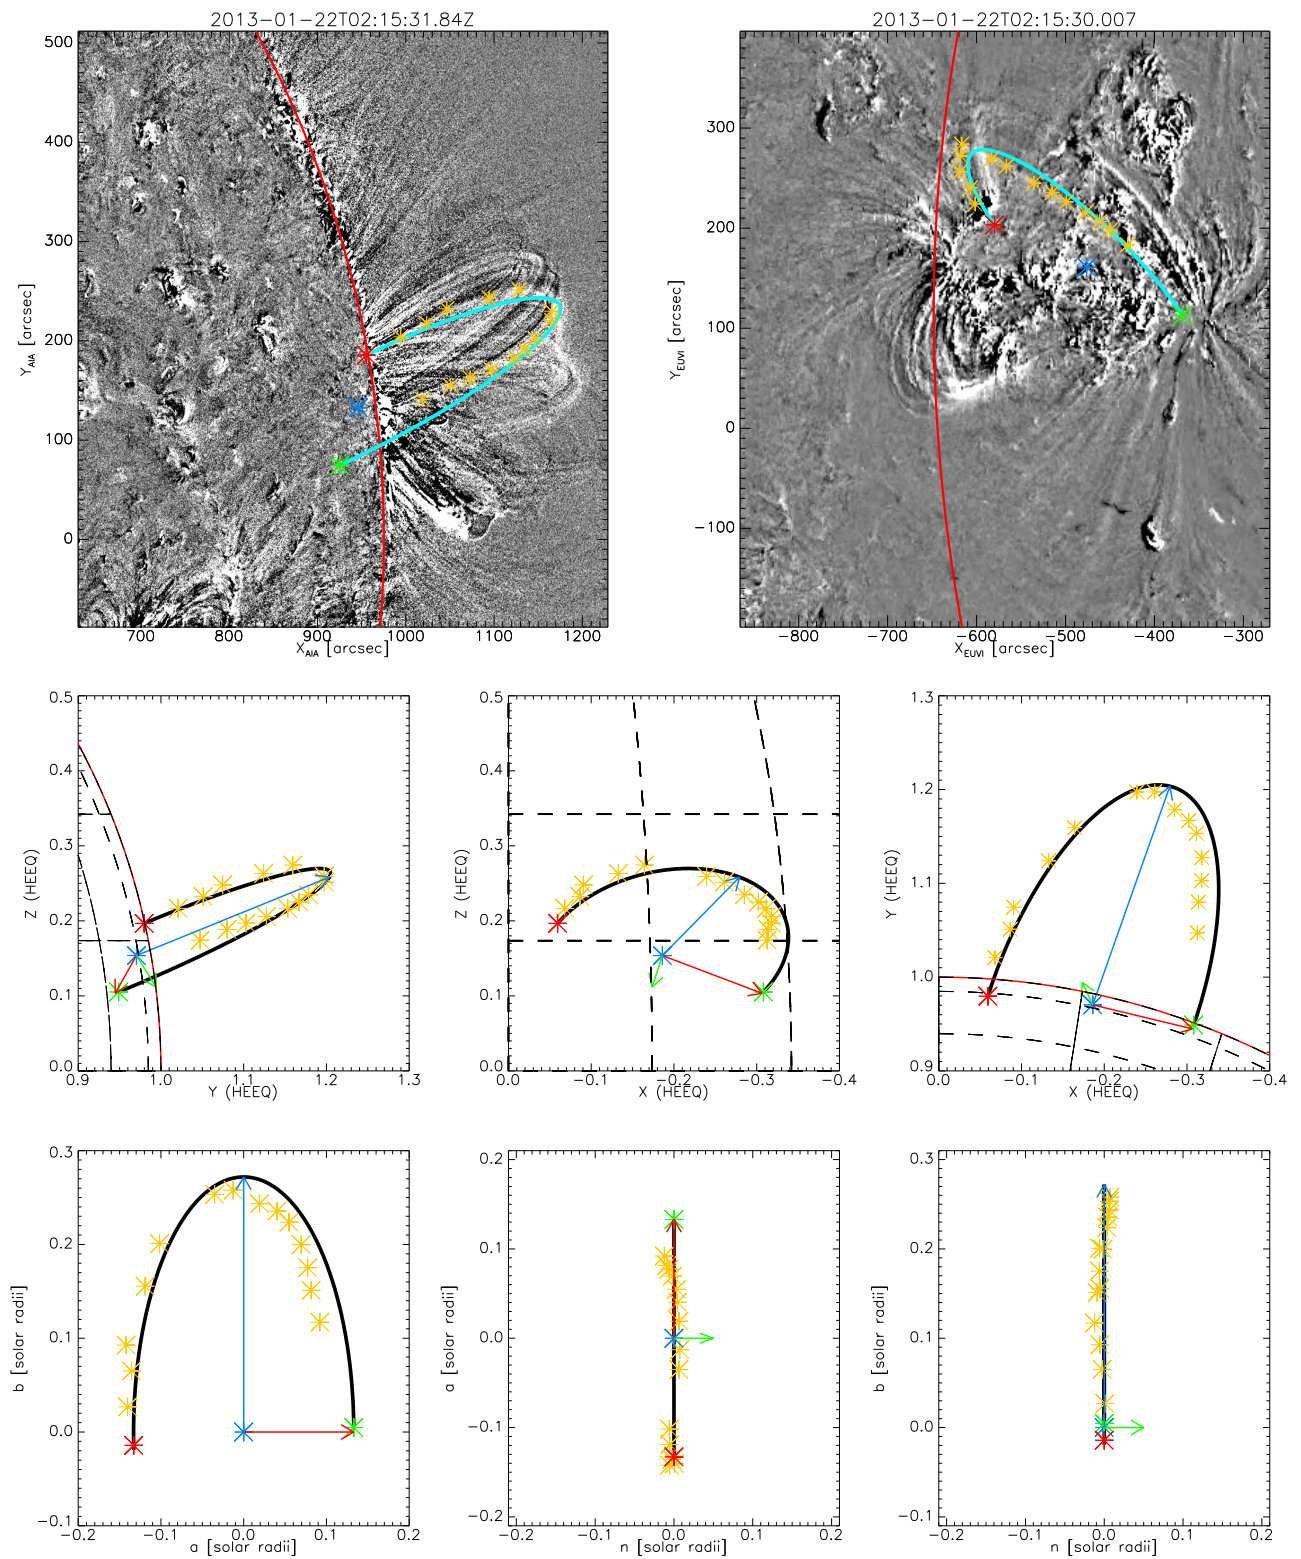 2013-01-22T02:15:31.84Z
2013-01-22T02:15:30.007
500
400
300
200
100
0
Y_AIA [arcsec]
700 800 900 1000 1100 1200
X_AIA [arcsec]
300
200
100
0
-100
Y_EUVI [arcsec]
-800 -700 -600 -500 -400 -300
X_EUVI [arcsec]
0.5
0.4
0.3
0.2
0.1
0.0
Z (HEEQ)
0.9 1.0 1.1 1.2 1.3
Y (HEEQ)
0.5
0.4
0.3
0.2
0.1
0.0
Z (HEEQ)
0.0 -0.1 -0.2 -0.3 -0.4
X (HEEQ)
1.3
1.2
1.1
1.0
0.9
Y (HEEQ)
0.0 -0.1 -0.2 -0.3 -0.4
X (HEEQ)
0.3
0.2
0.1
0.0
-0.1
b [solar radii]
-0.2 -0.1 0.0 0.1 0.2
a [solar radii]
0.2
0.1
0.0
-0.1
-0.2
a [solar radii]
-0.2 -0.1 0.0 0.1 0.2
n [solar radii]
0.3
0.2
0.1
0.0
-0.1
b [solar radii]
-0.2 -0.1 0.0 0.1 0.2
n [solar radii]